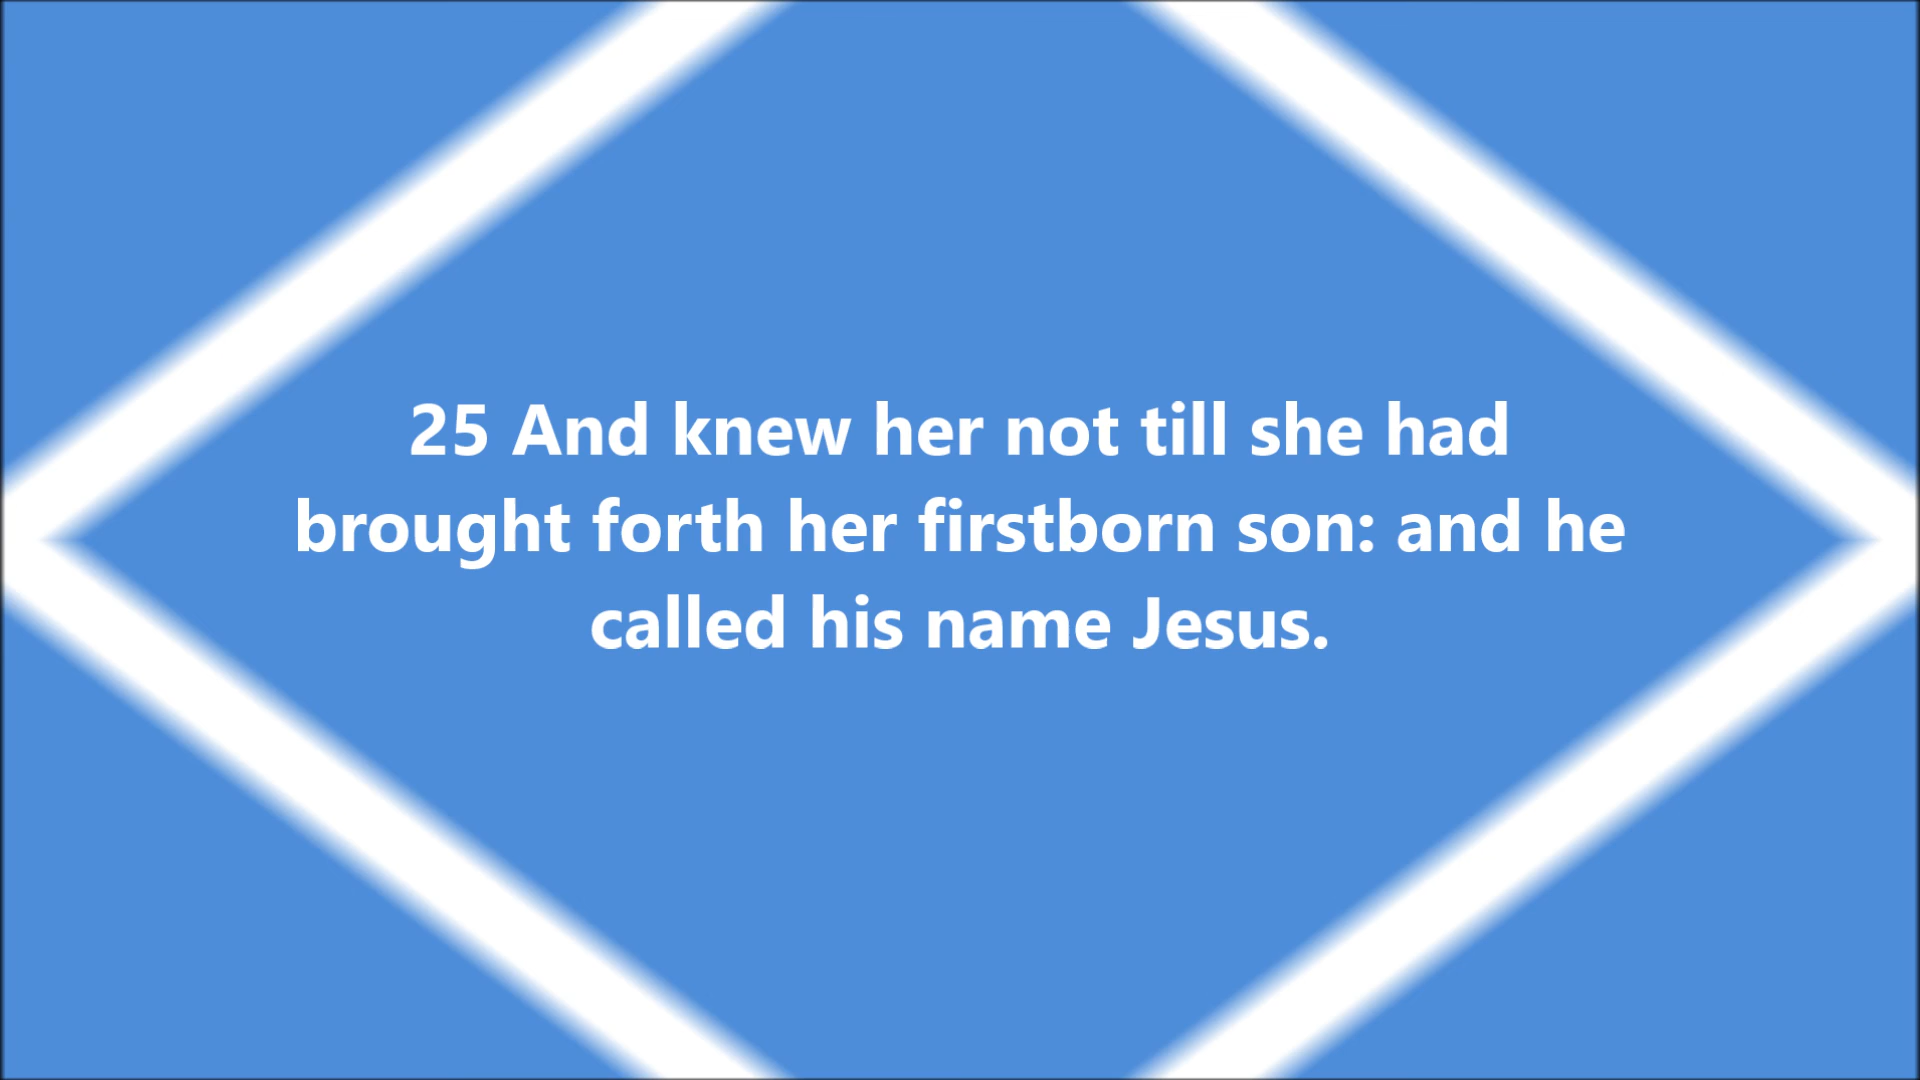 25 And knew her not till she had
brought forth her firstborn son: and he
called his name Jesus.